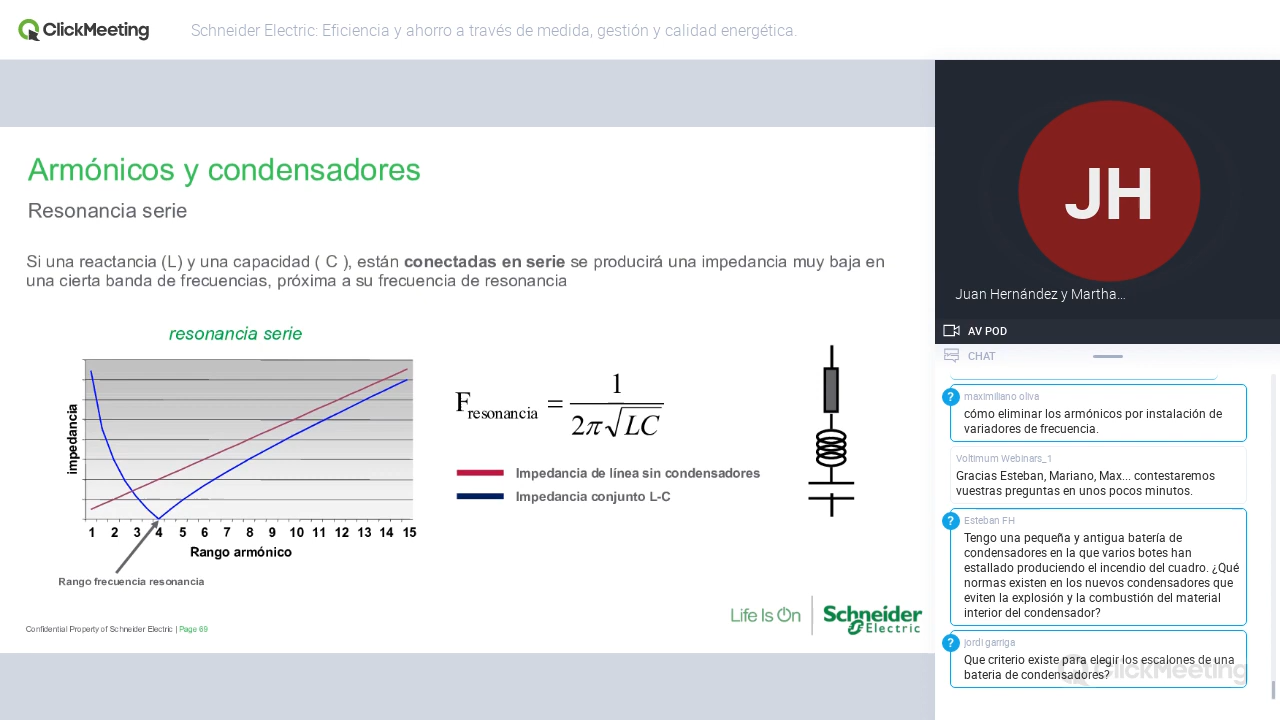 ClickMeeting
Schneider Electric: Eficiencia y ahorro a través de medida, gestión y calidad energética.
Armónicos y condensadores
Resonancia serie
Si una reactancia (L) y una capacidad ( C ), están conectadas en serie se producirá una impedancia muy baja en
una cierta banda de frecuencias, próxima a su frecuencia de resonancia
resonancia serie
impedancia
1 2 3 4 5 6 7 8 9 10 11 12 13 14 15
Rango armónico
Rango frecuencia resonancia
F resonancia = 1 / 2π√LC
Impedancia de línea sin condensadores
Impedancia conjunto L-C
Confidential Property of Schneider Electric | Page 69
Life Is On
Schneider
Electric
JH
Juan Hernández y Martha...
AV POD
CHAT
?
maximiliano oliva
cómo eliminar los armónicos por instalación de
variadores de frecuencia.
Voltimum Webinars_1
Gracias Esteban, Mariano, Max... contestaremos
vuestras preguntas en unos pocos minutos.
?
Esteban FH
Tengo una pequeña y antigua batería de
condensadores en la que varios botes han
estallado produciendo el incendio del cuadro. ¿Qué
normas existen en los nuevos condensadores que
eviten la explosión y la combustión del material
interior del condensador?
?
jordi garriga
Que criterio existe para elegir los escalones de una
bateria de condensadores?
ClickMeeting